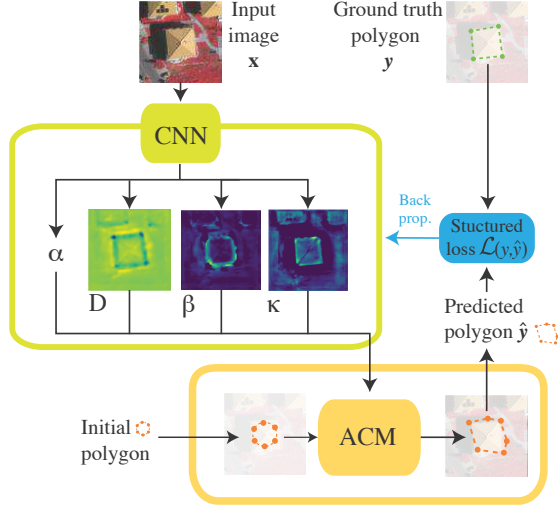 Input
image
x
Ground truth
polygon
y
CNN
Back
prop.
Stuctured
loss ℒ(y,ŷ)
α
D
β
κ
Predicted
polygon ŷ
Initial
polygon
ACM